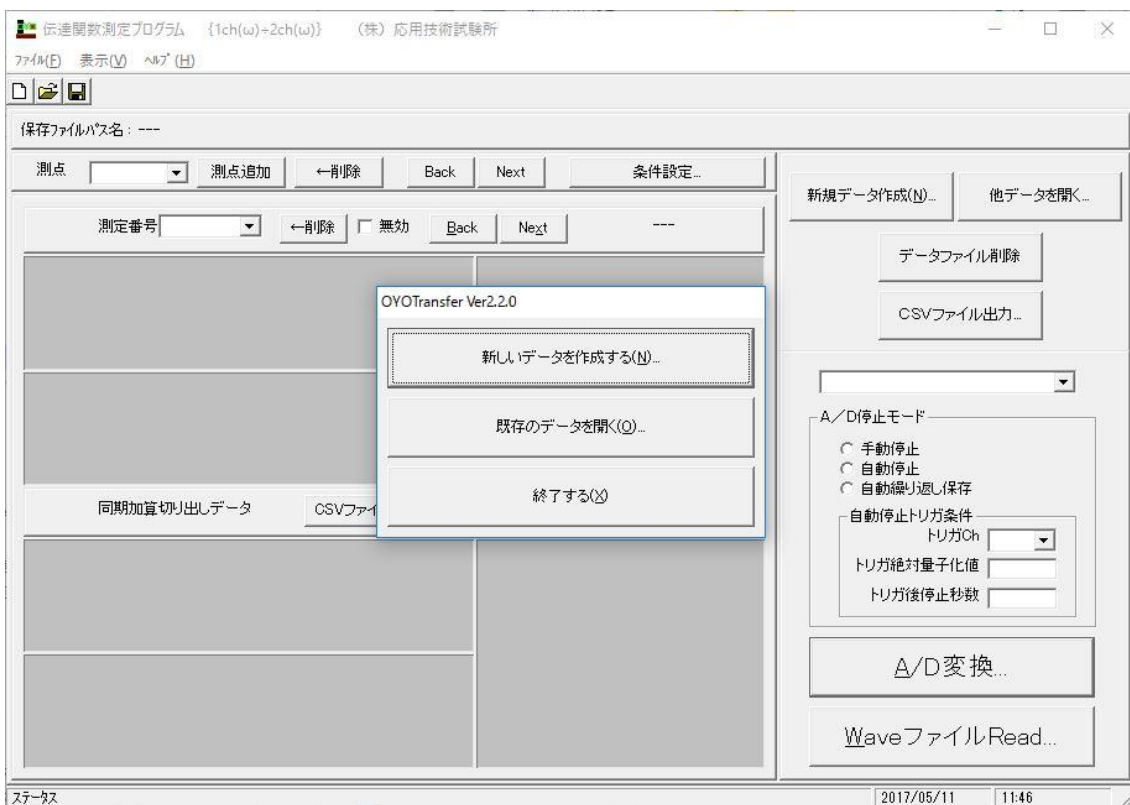 伝達関数測定プログラム {1ch(ω)÷2ch(ω)} （株）応用技術試験所
ﾌｧｲﾙ(F) 表示(V) ﾍﾙﾌﾟ(H)
保存ﾌｧｲﾙﾊﾟｽ名：---
測点 測点追加 ←削除 Back Next 条件設定...
測定番号 ←削除 無効 Back Next ---
新規データ作成(N)... 他データを開く...
データファイル削除
CSVファイル出力...
OYOTransfer Ver2.2.0
新しいデータを作成する(N)...
既存のデータを開く(O)...
終了する(X)
同期加算切り出しデータ CSVファイ
A／D停止モード
手動停止
自動停止
自動繰り返し保存
自動停止トリガ条件
トリガCh
トリガ絶対量子化値
トリガ後停止秒数
A/D変換...
WaveファイルRead...
ｽﾃｰﾀｽ 2017/05/11 11:46